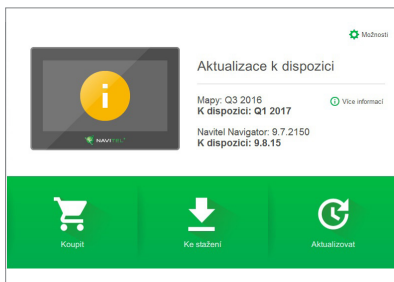 Možnosti
Aktualizace k dispozici
Mapy: Q3 2016
K dispozici: Q1 2017
Více informací
Navitel Navigator: 9.7.2150
K dispozici: 9.8.15
NAVITEL
Koupit
Ke stažení
Aktualizovat